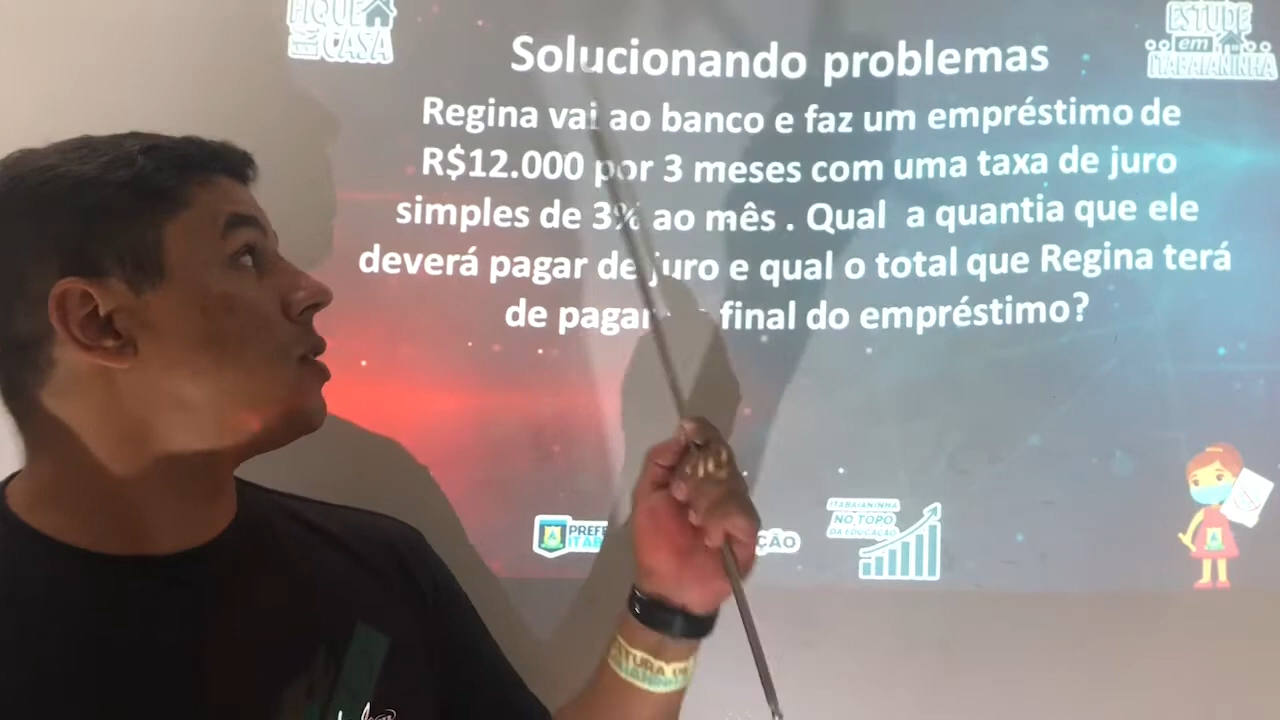 FIQUE
EM CASA
ESTUDE
em
ITABAIANINHA
Solucionando problemas
Regina vai ao banco e faz um empréstimo de
R$12.000 por 3 meses com uma taxa de juro
simples de 3% ao mês . Qual a quantia que ele
deverá pagar de juro e qual o total que Regina terá
de pagar final do empréstimo?
ITABAIANINHA
NO TOPO
DA EDUCAÇÃO